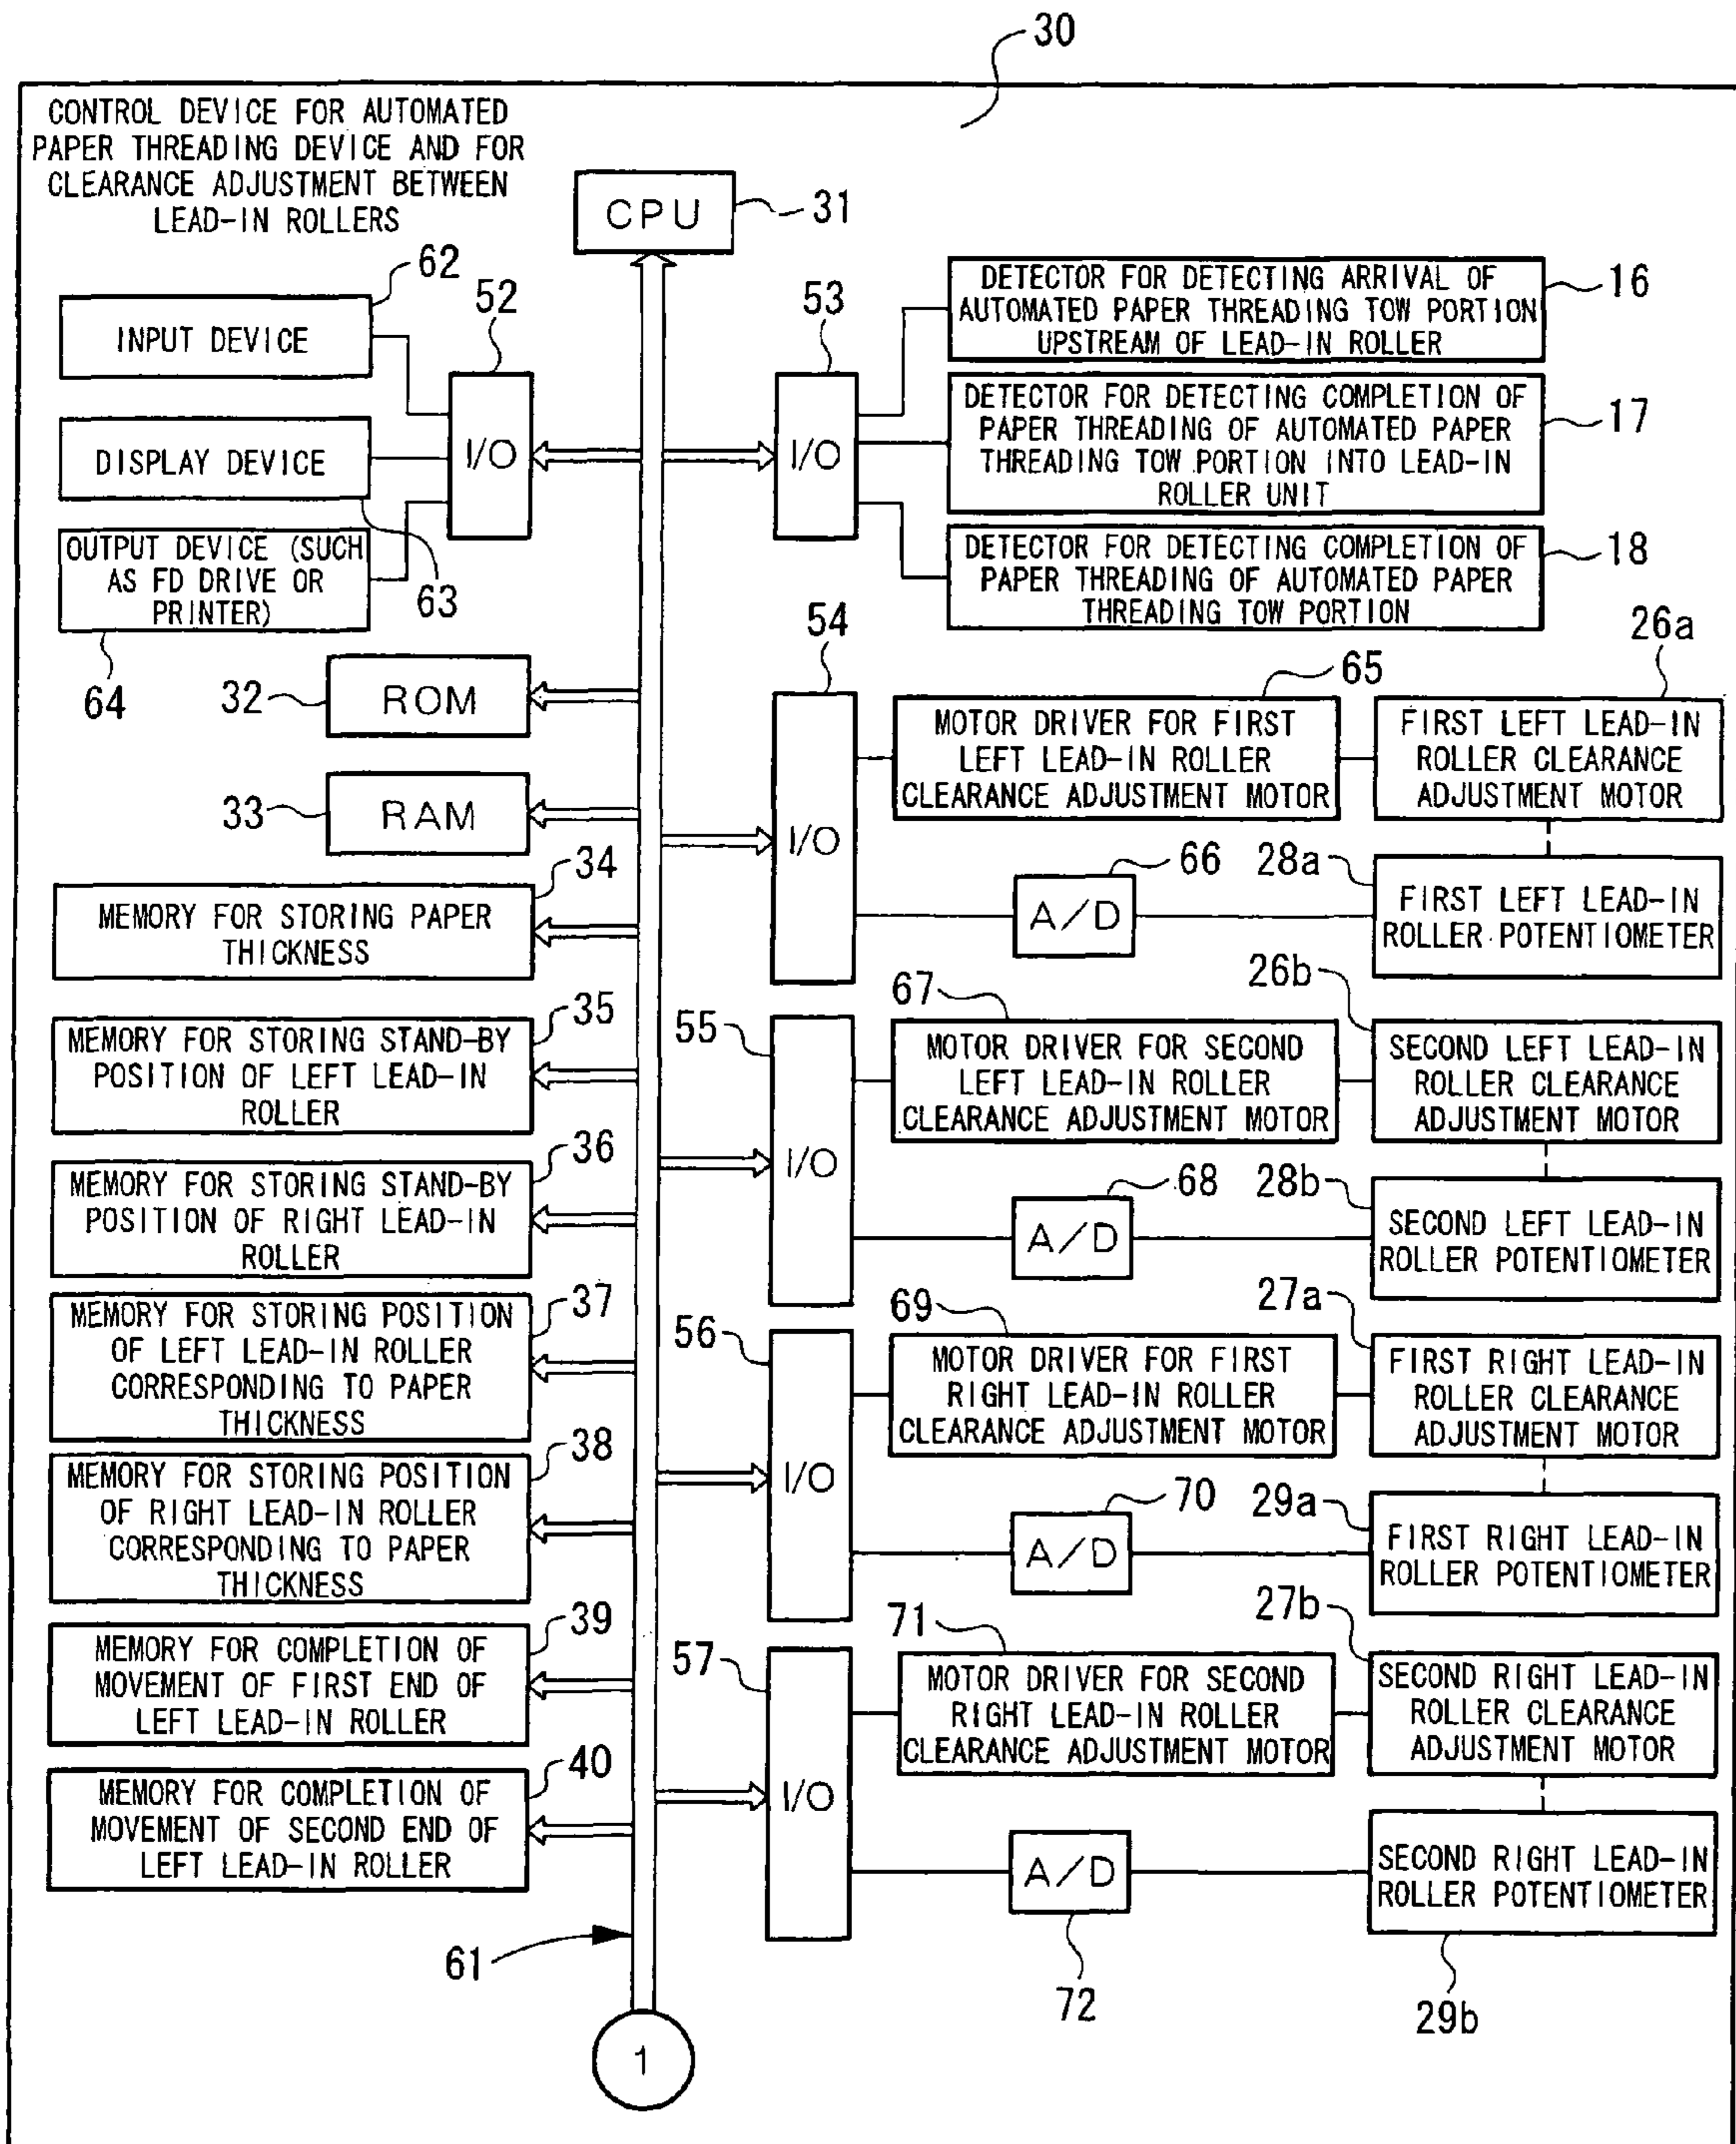 30
CONTROL DEVICE FOR AUTOMATED
PAPER THREADING DEVICE AND FOR
CLEARANCE ADJUSTMENT BETWEEN
LEAD-IN ROLLERS
CPU
31
62
INPUT DEVICE
52
I/O
DISPLAY DEVICE
63
OUTPUT DEVICE (SUCH
AS FD DRIVE OR
PRINTER)
64
53
I/O
DETECTOR FOR DETECTING ARRIVAL OF
AUTOMATED PAPER THREADING TOW PORTION
UPSTREAM OF LEAD-IN ROLLER
16
DETECTOR FOR DETECTING COMPLETION OF
PAPER THREADING OF AUTOMATED PAPER
THREADING TOW PORTION INTO LEAD-IN
ROLLER UNIT
17
DETECTOR FOR DETECTING COMPLETION OF
PAPER THREADING OF AUTOMATED PAPER
THREADING TOW PORTION
18
32
ROM
33
RAM
34
MEMORY FOR STORING PAPER
THICKNESS
35
MEMORY FOR STORING STAND-BY
POSITION OF LEFT LEAD-IN
ROLLER
36
MEMORY FOR STORING STAND-BY
POSITION OF RIGHT LEAD-IN
ROLLER
37
MEMORY FOR STORING POSITION
OF LEFT LEAD-IN ROLLER
CORRESPONDING TO PAPER
THICKNESS
38
MEMORY FOR STORING POSITION
OF RIGHT LEAD-IN ROLLER
CORRESPONDING TO PAPER
THICKNESS
39
MEMORY FOR COMPLETION OF
MOVEMENT OF FIRST END OF
LEFT LEAD-IN ROLLER
40
MEMORY FOR COMPLETION OF
MOVEMENT OF SECOND END OF
LEFT LEAD-IN ROLLER
61
1
54
I/O
65
MOTOR DRIVER FOR FIRST
LEFT LEAD-IN ROLLER
CLEARANCE ADJUSTMENT MOTOR
26a
FIRST LEFT LEAD-IN
ROLLER CLEARANCE
ADJUSTMENT MOTOR
66
A/D
28a
FIRST LEFT LEAD-IN
ROLLER POTENTIOMETER
55
I/O
67
MOTOR DRIVER FOR SECOND
LEFT LEAD-IN ROLLER
CLEARANCE ADJUSTMENT MOTOR
26b
SECOND LEFT LEAD-IN
ROLLER CLEARANCE
ADJUSTMENT MOTOR
68
A/D
28b
SECOND LEFT LEAD-IN
ROLLER POTENTIOMETER
56
I/O
69
MOTOR DRIVER FOR FIRST
RIGHT LEAD-IN ROLLER
CLEARANCE ADJUSTMENT MOTOR
27a
FIRST RIGHT LEAD-IN
ROLLER CLEARANCE
ADJUSTMENT MOTOR
70
A/D
29a
FIRST RIGHT LEAD-IN
ROLLER POTENTIOMETER
57
I/O
71
MOTOR DRIVER FOR SECOND
RIGHT LEAD-IN ROLLER
CLEARANCE ADJUSTMENT MOTOR
27b
SECOND RIGHT LEAD-IN
ROLLER CLEARANCE
ADJUSTMENT MOTOR
A/D
72
SECOND RIGHT LEAD-IN
ROLLER POTENTIOMETER
29b